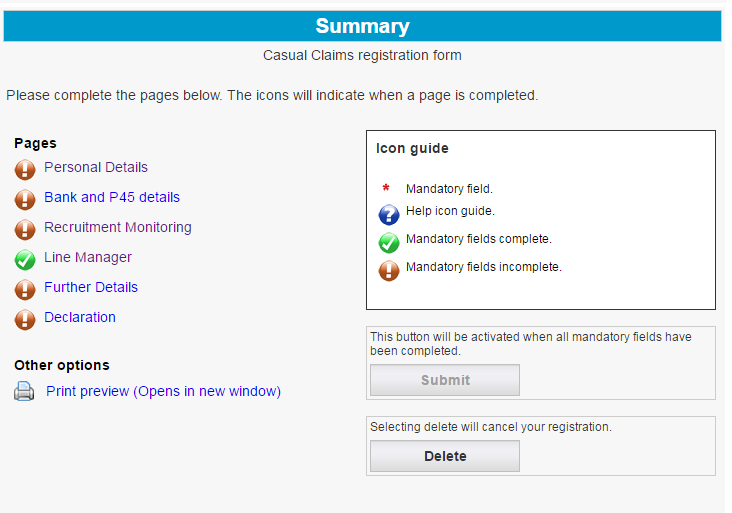 Summary
Casual Claims registration form
Please complete the pages below. The icons will indicate when a page is completed.
Pages
Personal Details
Bank and P45 details
Recruitment Monitoring
Line Manager
Further Details
Declaration
Other options
Print preview (Opens in new window)
Icon guide
* Mandatory field.
? Help icon guide.
Mandatory fields complete.
! Mandatory fields incomplete.
This button will be activated when all mandatory fields have
been completed.
Submit
Selecting delete will cancel your registration.
Delete